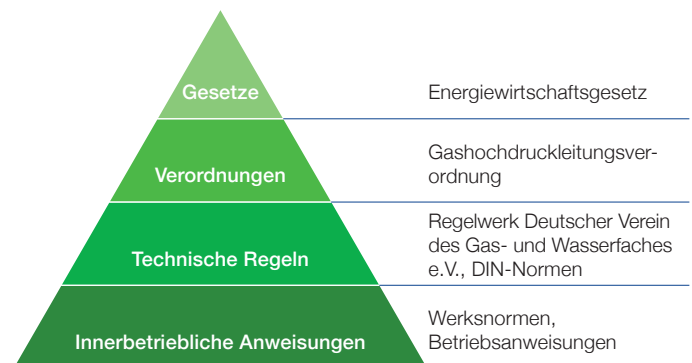 Gesetze
Energiewirtschaftsgesetz
Verordnungen
Gashochdruckleitungsver-
ordnung
Technische Regeln
Regelwerk Deutscher Verein
des Gas- und Wasserfaches
e.V., DIN-Normen
Innerbetriebliche Anweisungen
Werksnormen,
Betriebsanweisungen